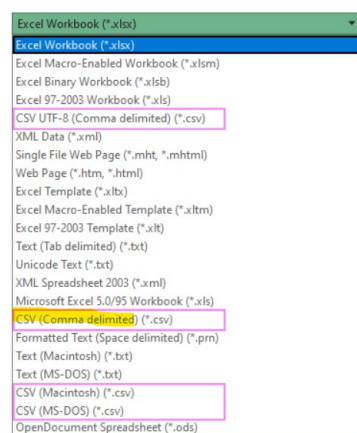 Excel Workbook (*.xlsx)
Excel Workbook (*.xlsx)
Excel Macro-Enabled Workbook (*.xlsm)
Excel Binary Workbook (*.xlsb)
Excel 97-2003 Workbook (*.xls)
CSV UTF-8 (Comma delimited) (*.csv)
XML Data (*.xml)
Single File Web Page (*.mht, *.mhtml)
Web Page (*.htm, *.html)
Excel Template (*.xltx)
Excel Macro-Enabled Template (*.xltm)
Excel 97-2003 Template (*.xlt)
Text (Tab delimited) (*.txt)
Unicode Text (*.txt)
XML Spreadsheet 2003 (*.xml)
Microsoft Excel 5.0/95 Workbook (*.xls)
CSV (Comma delimited) (*.csv)
Formatted Text (Space delimited) (*.prn)
Text (Macintosh) (*.txt)
Text (MS-DOS) (*.txt)
CSV (Macintosh) (*.csv)
CSV (MS-DOS) (*.csv)
OpenDocument Spreadsheet (*.ods)